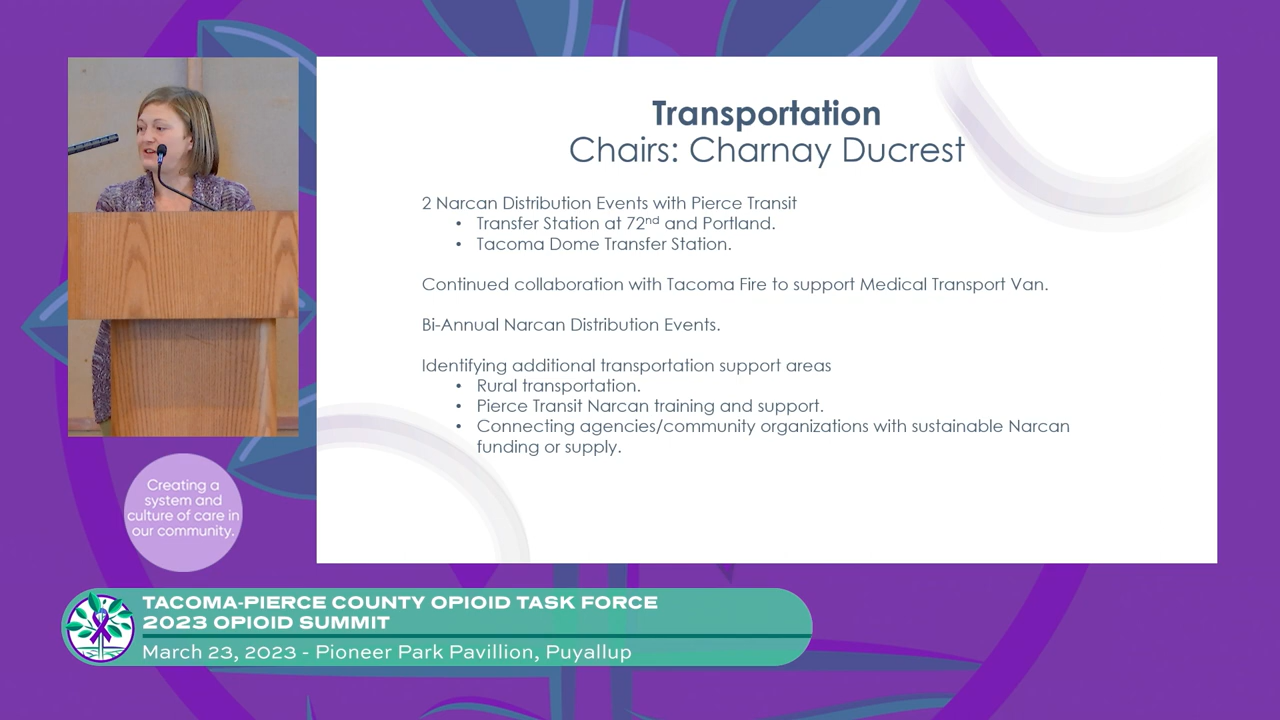 Transportation
Chairs: Charnay Ducrest
2 Narcan Distribution Events with Pierce Transit
• Transfer Station at 72nd and Portland.
• Tacoma Dome Transfer Station.
Continued collaboration with Tacoma Fire to support Medical Transport Van.
Bi-Annual Narcan Distribution Events.
Identifying additional transportation support areas
• Rural transportation.
• Pierce Transit Narcan training and support.
• Connecting agencies/community organizations with sustainable Narcan
funding or supply.
Creating a
system and
culture of care in
our community.
TACOMA-PIERCE COUNTY OPIOID TASK FORCE
2023 OPIOID SUMMIT
March 23, 2023 - Pioneer Park Pavillion, Puyallup